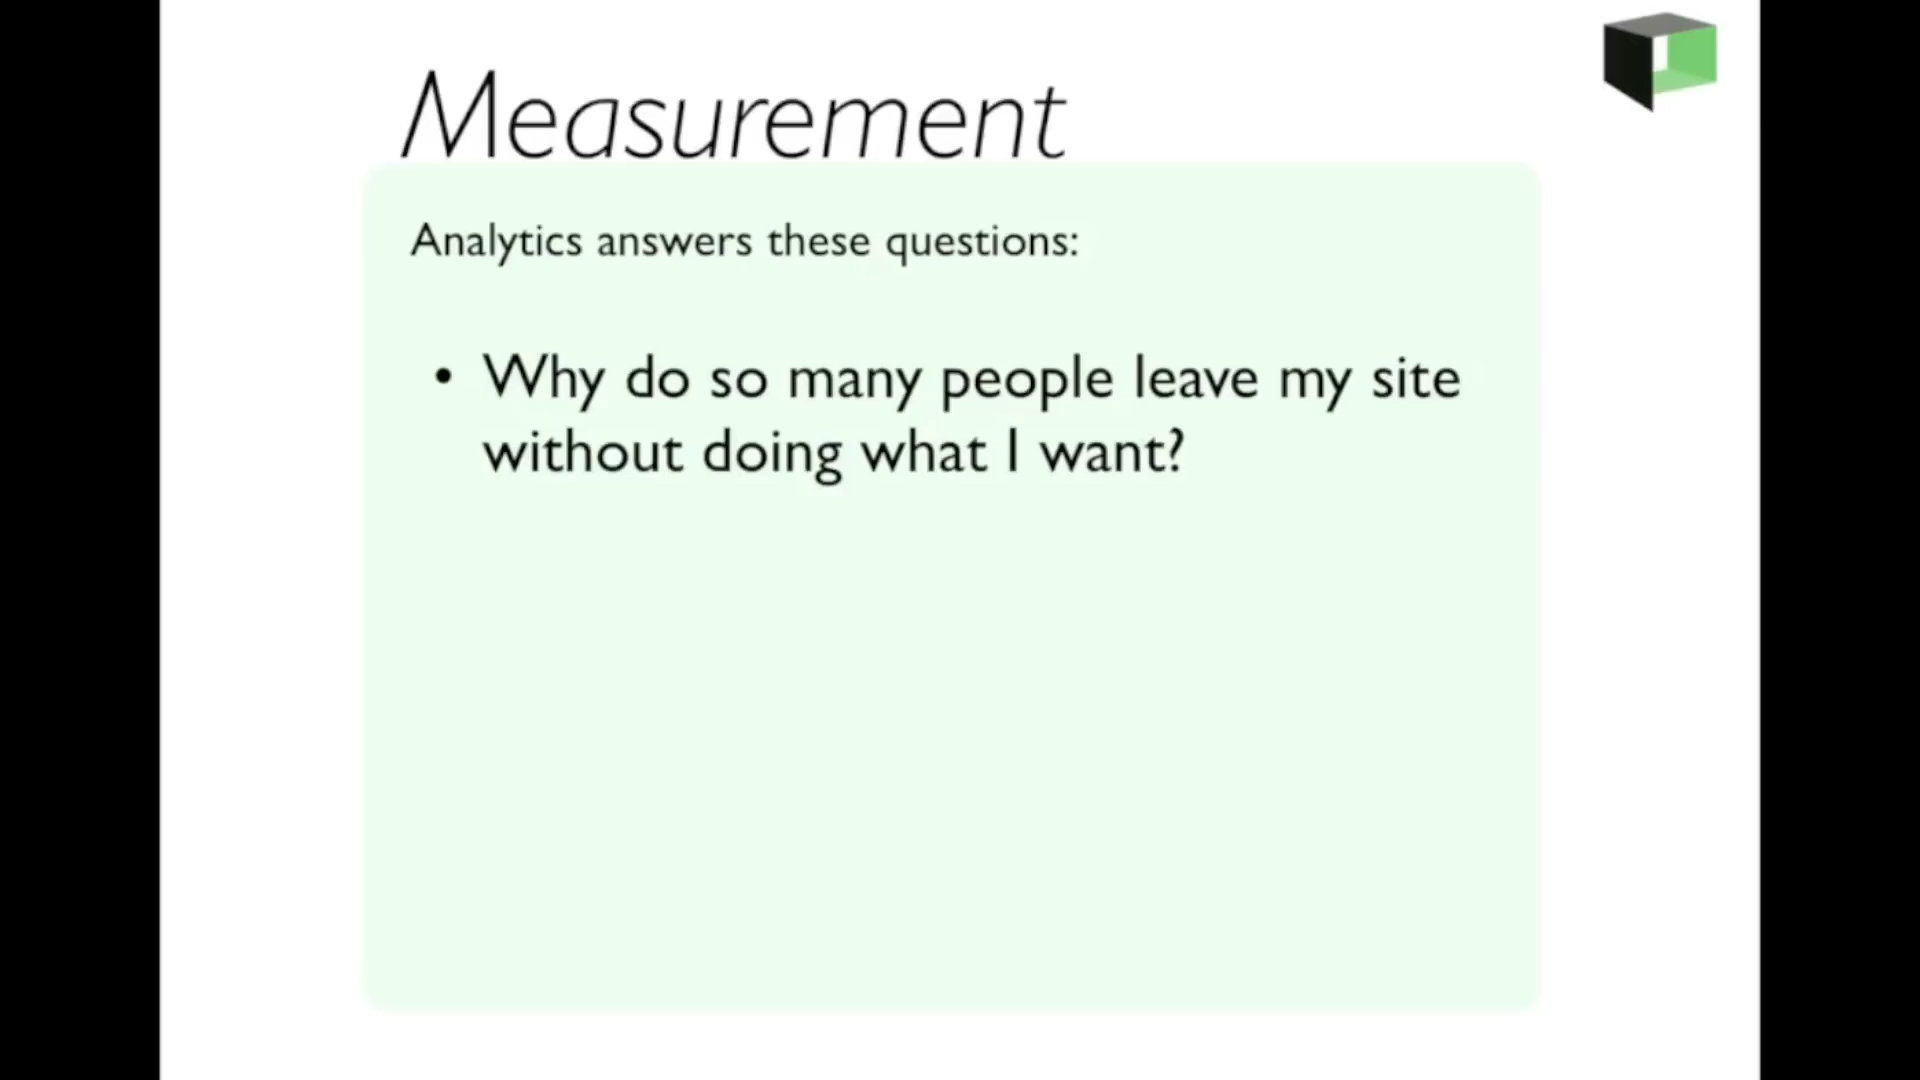 Measurement
Analytics answers these questions:
• Why do so many people leave my site
without doing what I want?